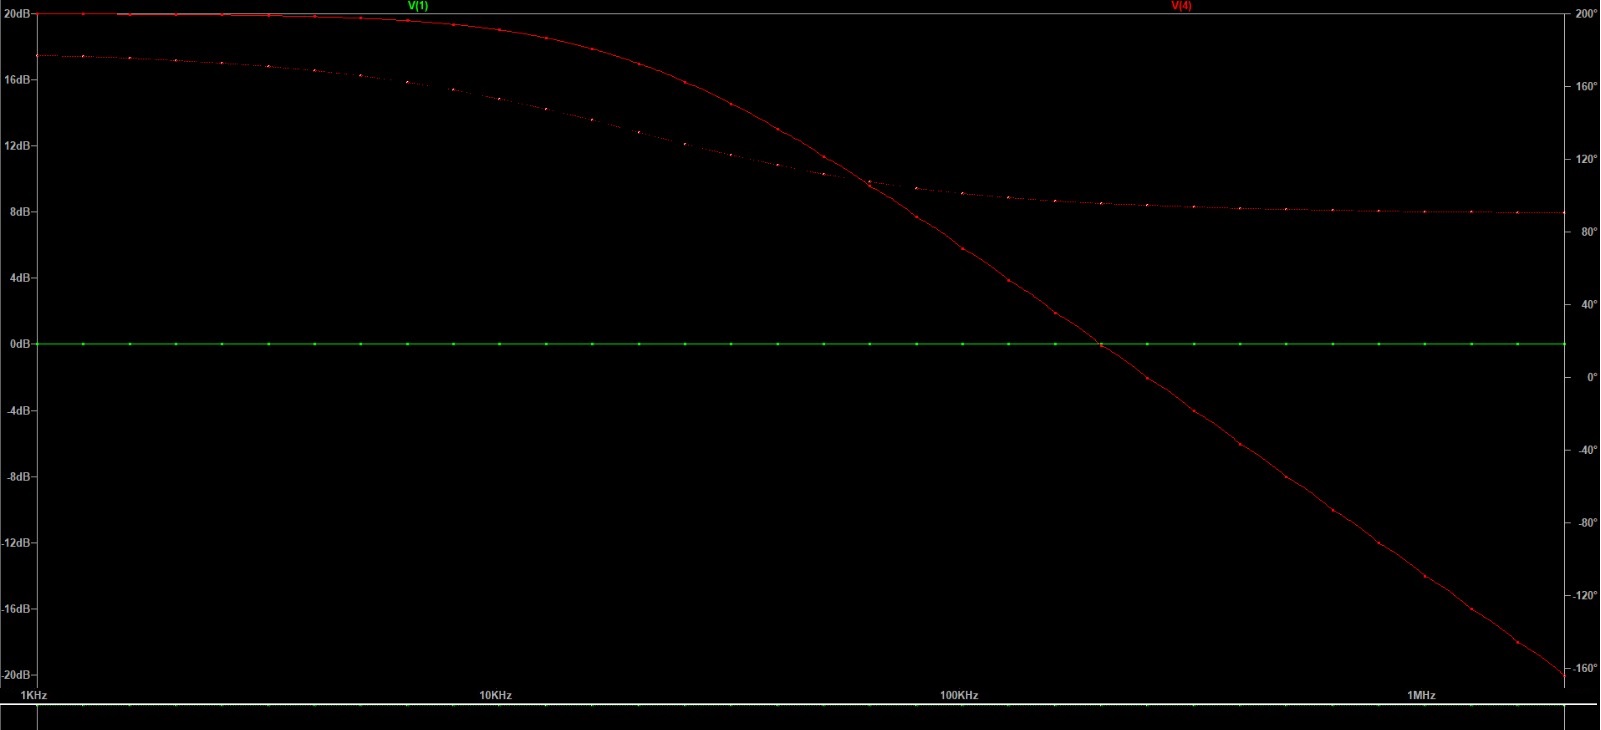 V(1) V(4)
20dB 200°
16dB 160°
12dB 120°
8dB 80°
4dB 40°
0dB 0°
-4dB -40°
-8dB -80°
-12dB -120°
-16dB -160°
-20dB
1KHz 10KHz 100KHz 1MHz